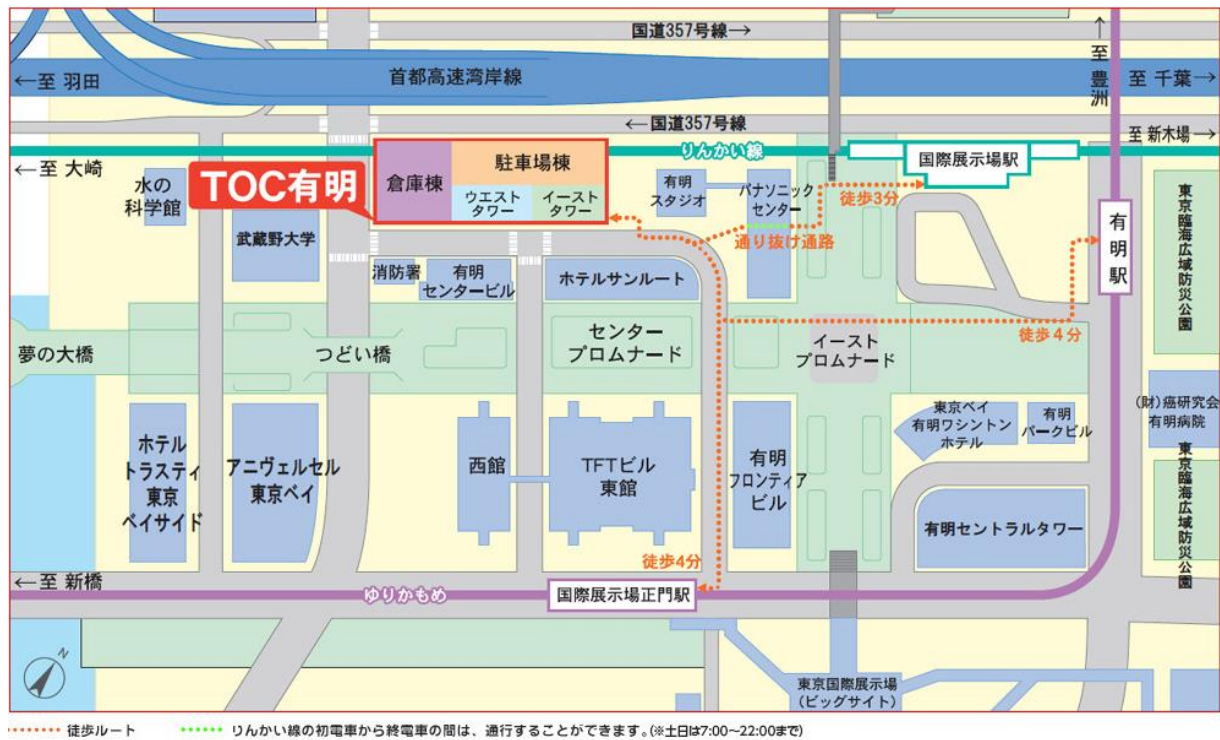 国道357号線→
←至 羽田
首都高速湾岸線
↑至豊洲
至 千葉→
←国道357号線
至 新木場
←至 大崎
りんかい線
国際展示場駅
TOC有明
倉庫棟
駐車場棟
ウエスト
タワー
イースト
タワー
水の
科学館
武蔵野大学
有明
スタジオ
パナソニック
センター
徒歩3分
通り抜け通路
有明駅
東京臨海広域防災公園
消防署
有明
センタービル
ホテルサンルート
夢の大橋
つどい橋
センター
プロムナード
イースト
プロムナード
徒歩4分
(財)癌研究会
有明病院
東京ベイ
有明ワシントン
ホテル
有明
パークビル
ホテル
トラスティ
東京
ベイサイド
アニヴェルセル
東京ベイ
西館
TFTビル
東館
有明
フロンティア
ビル
有明セントラルタワー
東京臨海広域防災公園
徒歩4分
←至 新橋
ゆりかもめ
国際展示場正門駅
N
東京国際展示場
(ビッグサイト)
徒歩ルート
りんかい線の初電車から終電車の間は、通行することができます。(※土日は7:00～22:00まで)